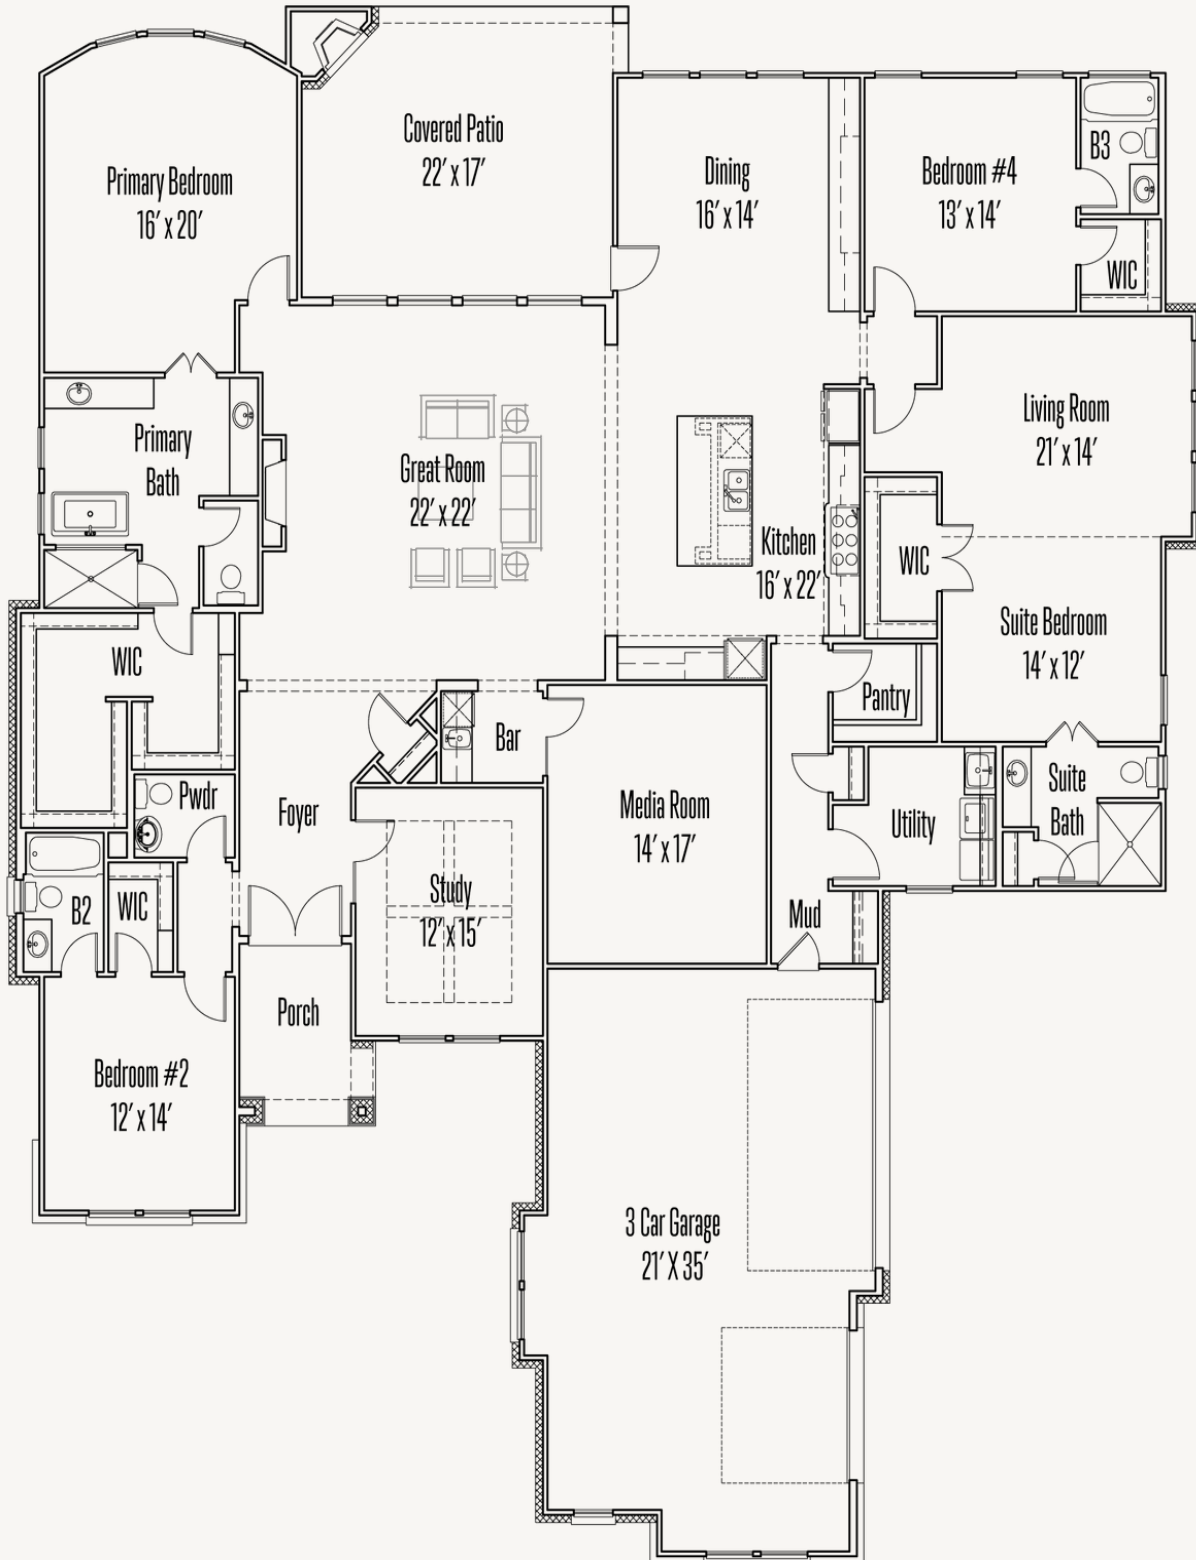 Covered Patio
22′ x 17′
Primary Bedroom
16′ x 20′
Dining
16′ x 14′
Bedroom #4
13′ x 14′
B3
WIC
Primary
Bath
Great Room
22′ x 22′
Living Room
21′ x 14′
Kitchen
16′ x 22′
WIC
Suite Bedroom
14′ x 12′
WIC
Pantry
Bar
Pwdr
Foyer
Media Room
14′ x 17′
Utility
Suite
Bath
B2
WIC
Study
12′ x 15′
Mud
Porch
Bedroom #2
12′ x 14′
3 Car Garage
21′ X 35′